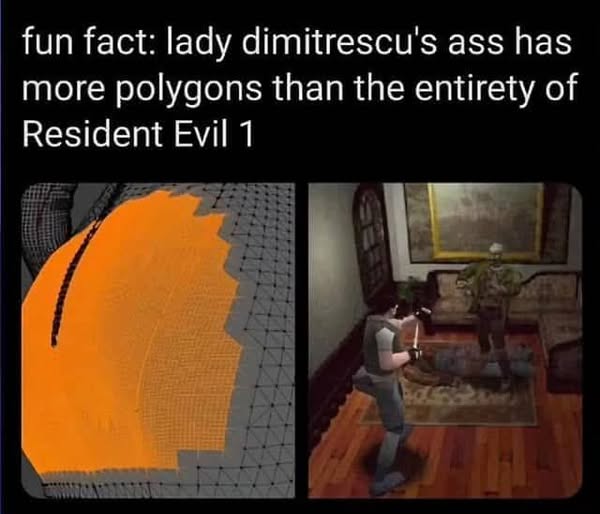 fun fact: lady dimitrescu's ass has
more polygons than the entirety of
Resident Evil 1